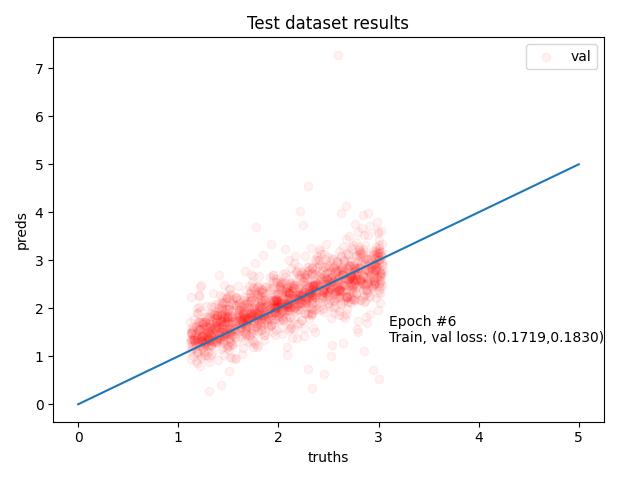 Test dataset results
val
7
6
5
4
3
2
1
0
preds
Epoch #6
Train, val loss: (0.1719,0.1830)
0 1 2 3 4 5
truths